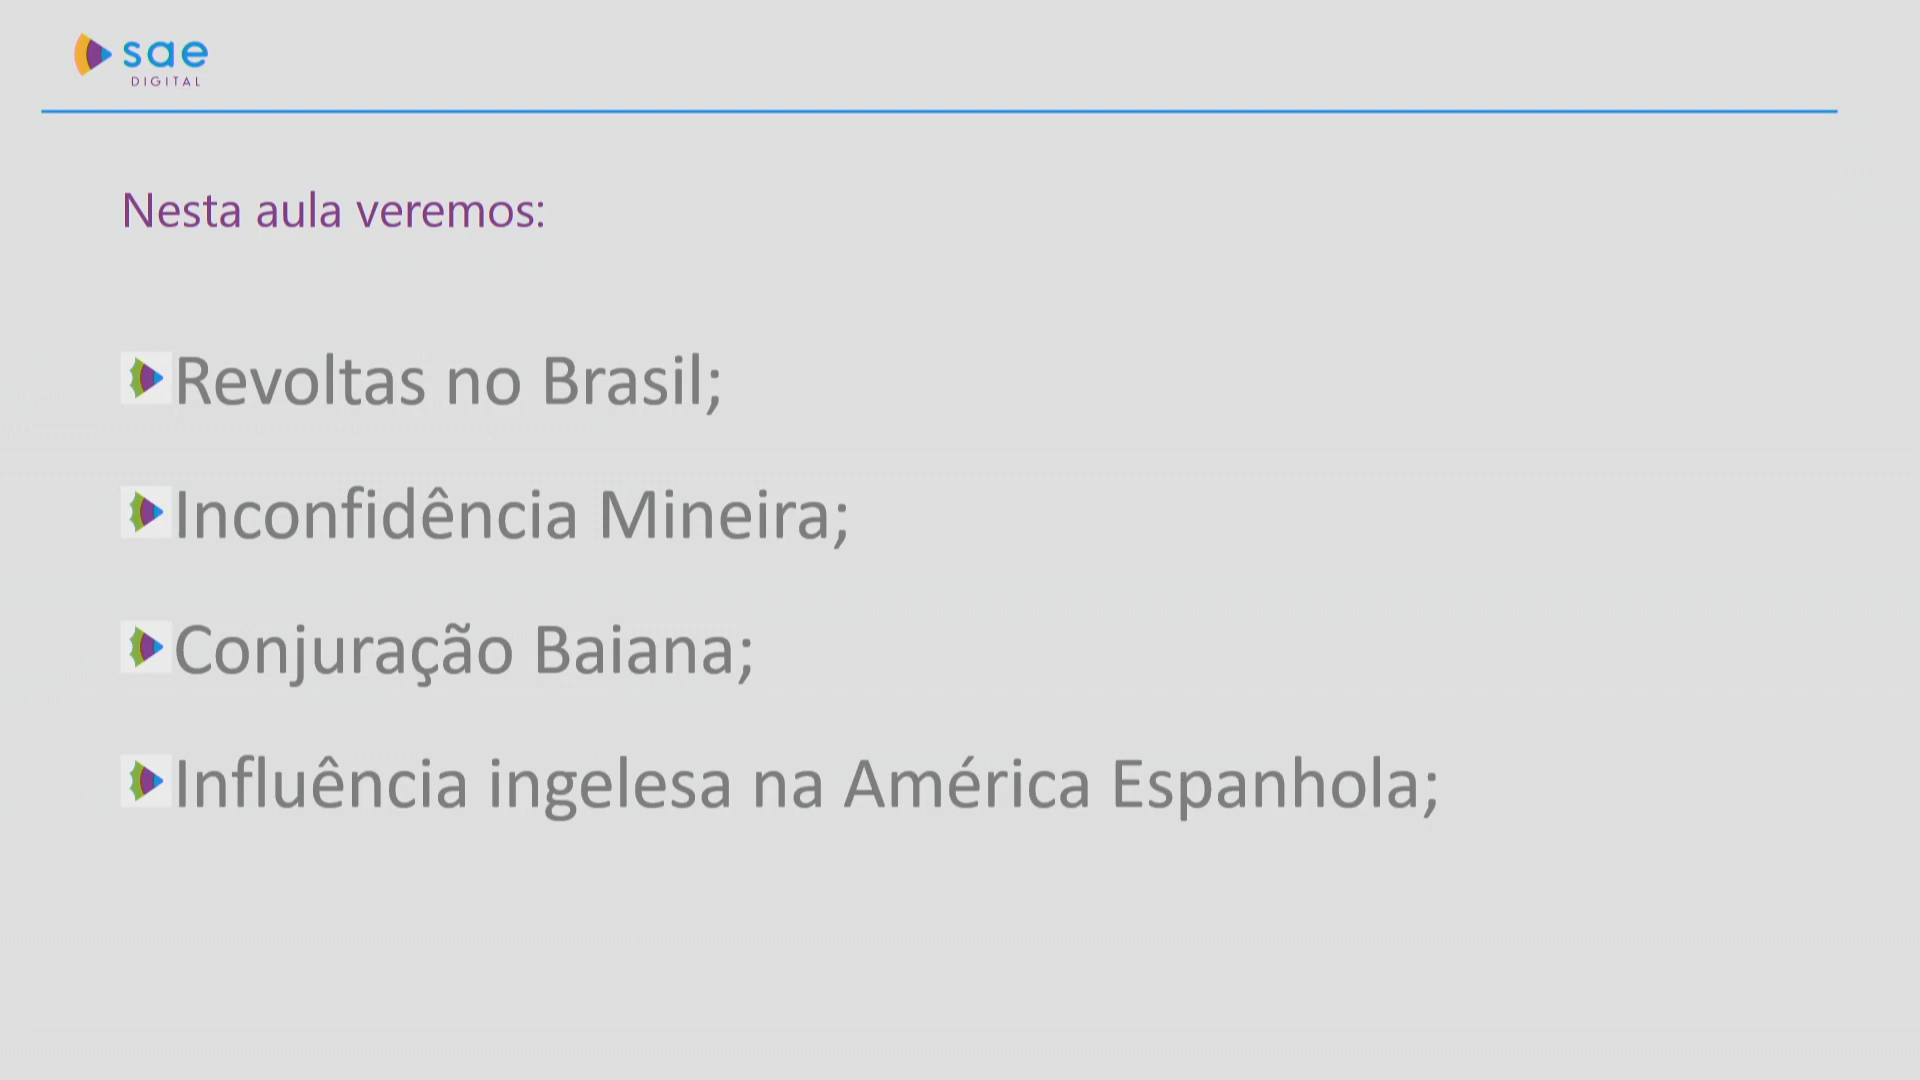 sae
DIGITAL
Nesta aula veremos:
Revoltas no Brasil;
Inconfidência Mineira;
Conjuração Baiana;
Influência ingelesa na América Espanhola;